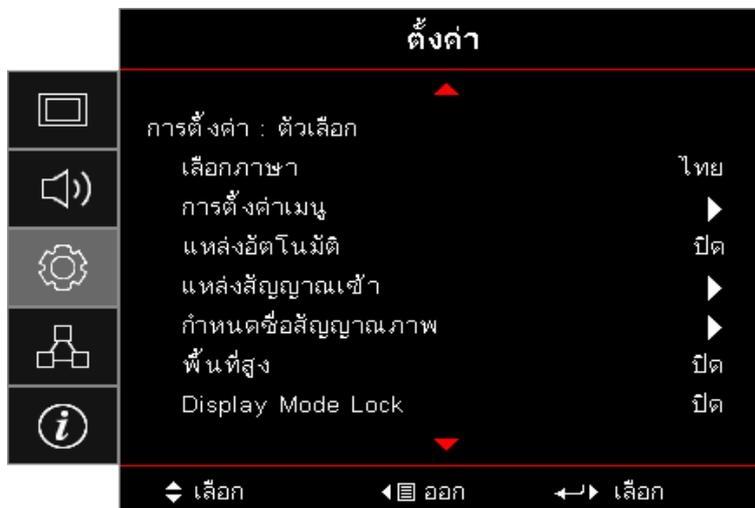 ตั้งค่า
การตั้งค่า : ตัวเลือก
เลือกภาษา ไทย
การตั้งค่าเมนู
แหล่งอัตโนมัติ ปิด
แหล่งสัญญาณเข้า
กำหนดชื่อสัญญาณภาพ
พื้นที่สูง ปิด
Display Mode Lock ปิด
เลือก ออก เลือก